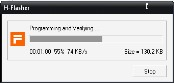 H-Flasher
Programming and Verifying
00:01:00 55% 74 KB/s Size = 130.2 KB
Stop